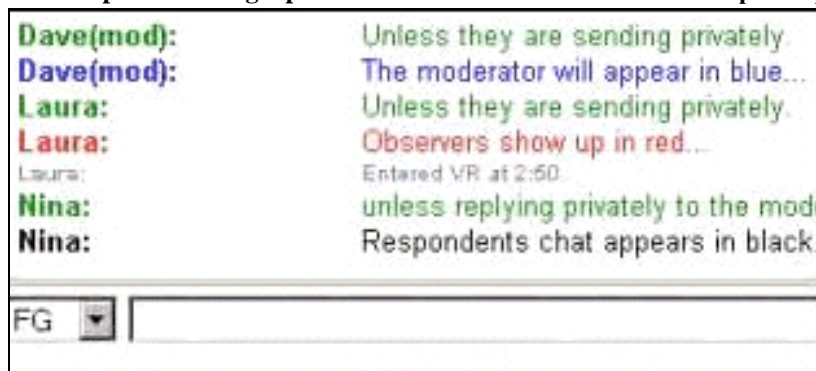 Dave(mod): Unless they are sending privately.
Dave(mod): The moderator will appear in blue...
Laura: Unless they are sending privately.
Laura: Observers show up in red...
Laura: Entered VR at 2:50
Nina: unless replying privately to the
Nina: Respondents chat appears in black
FG